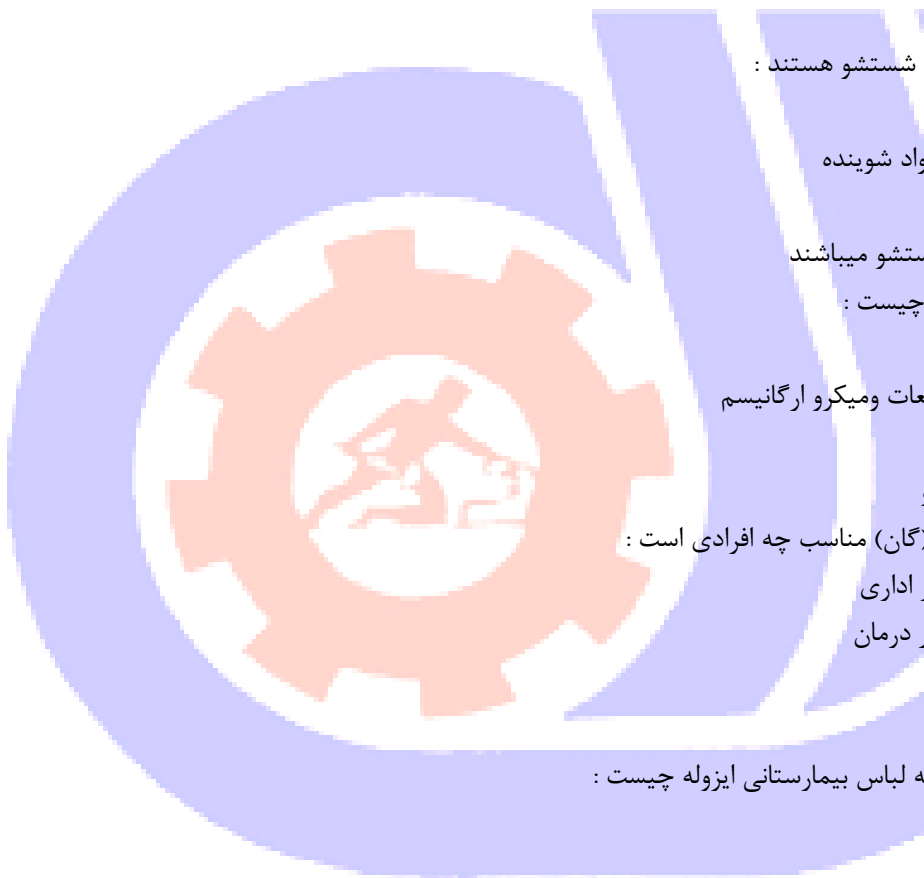 شستشو هستند :
واد شوینده
ستشو میباشند
چیست :
عات ومیکرو ارگانیسم
و
گان) مناسب چه افرادی است :
اداری
درمان
ه لباس بیمارستانی ایزوله چیست :